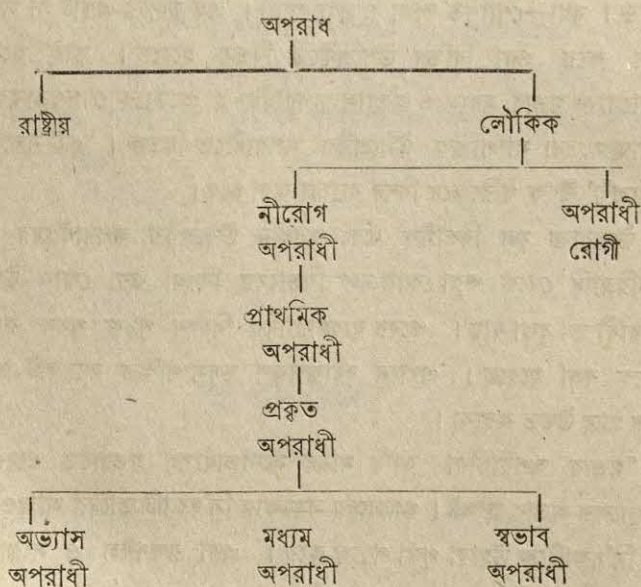 অপরাধ
রাষ্ট্রীয় লৌকিক
নীরোগ অপরাধী
অপরাধী রোগী
প্রাথমিক
অপরাধী
প্রকৃত
অপরাধী
অভ্যাস মধ্যম স্বভাব
অপরাধী অপরাধী অপরাধী